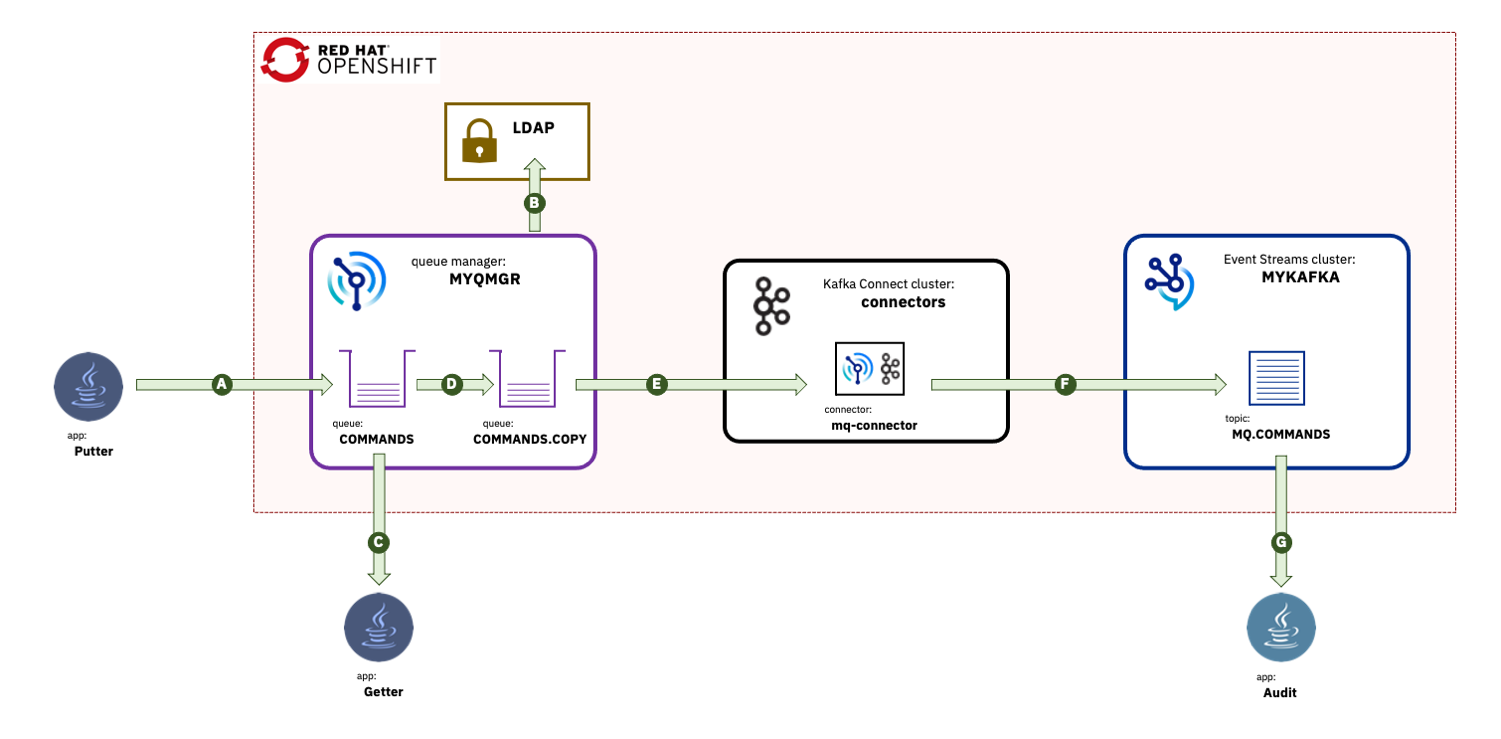 RED HAT®
OPENSHIFT
LDAP
B
queue manager:
MYQMGR
Kafka Connect cluster:
connectors
Event Streams cluster:
MYKAFKA
A
D
E
F
queue:
COMMANDS
queue:
COMMANDS.COPY
connector:
mq-connector
topic:
MQ.COMMANDS
app:
Putter
C
G
app:
Getter
app:
Audit